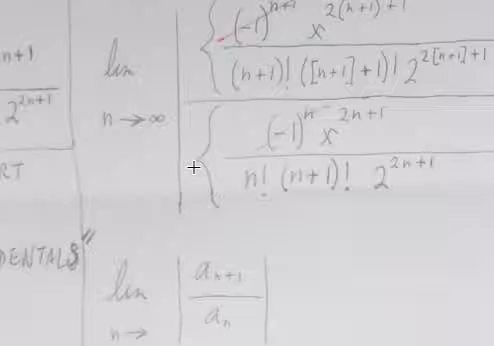 n+1
2^{2n+1}
RT
DENTALS"
lim n→∞ | { (-1)^{n+1} x^{2(n+1)+1}
(n+1)! ([n+1]+1)! 2^{2[n+1]+1}
{ (-1)^n x^{2n+1}
n! (n+1)! 2^{2n+1}
lim n→ | a_{n+1} / a_n |